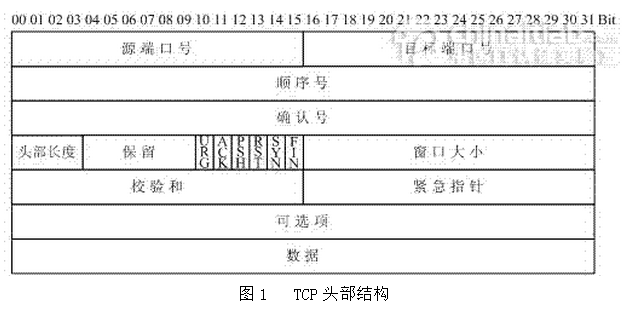 00 01 02 03 04 05 06 07 08 09 10 11 12 13 14 15 16 17 18 19 20 21 22 23 24 25 26 27 28 29 30 31 Bit
源端口号 目标端口号
顺序号
确认号
头部长度 保留 URG ACK PSH RST SYN FIN 窗口大小
校验和 紧急指针
可选项
数据
图1 TCP头部结构